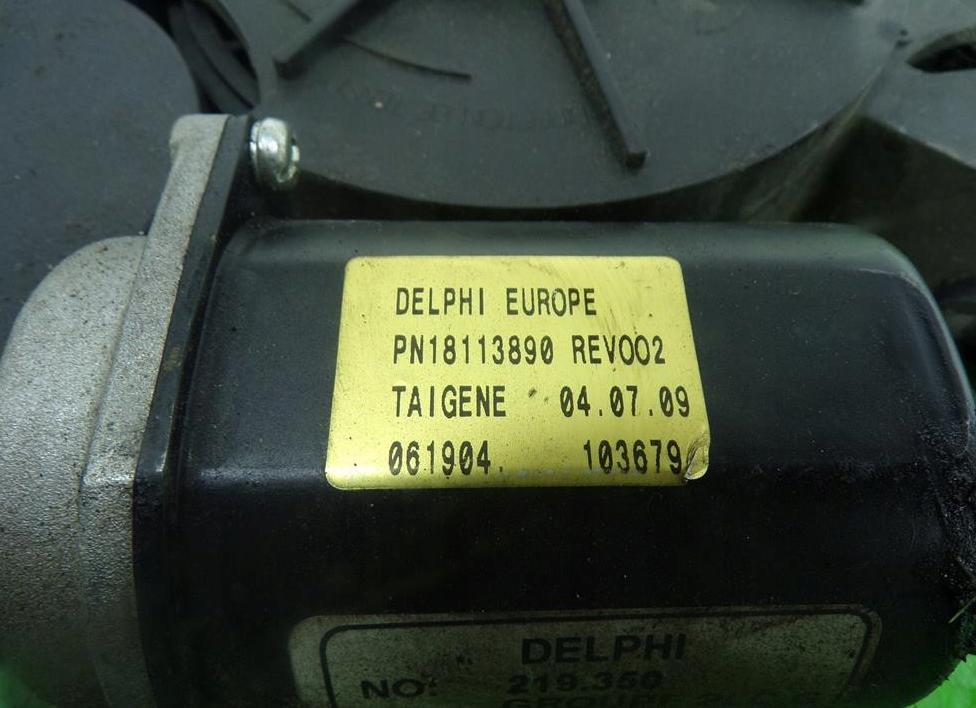 DELPHI EUROPE
PN18113890 REV002
TAIGENE 04.07.09
061904. 103679
DELPHI
NO: 219.350